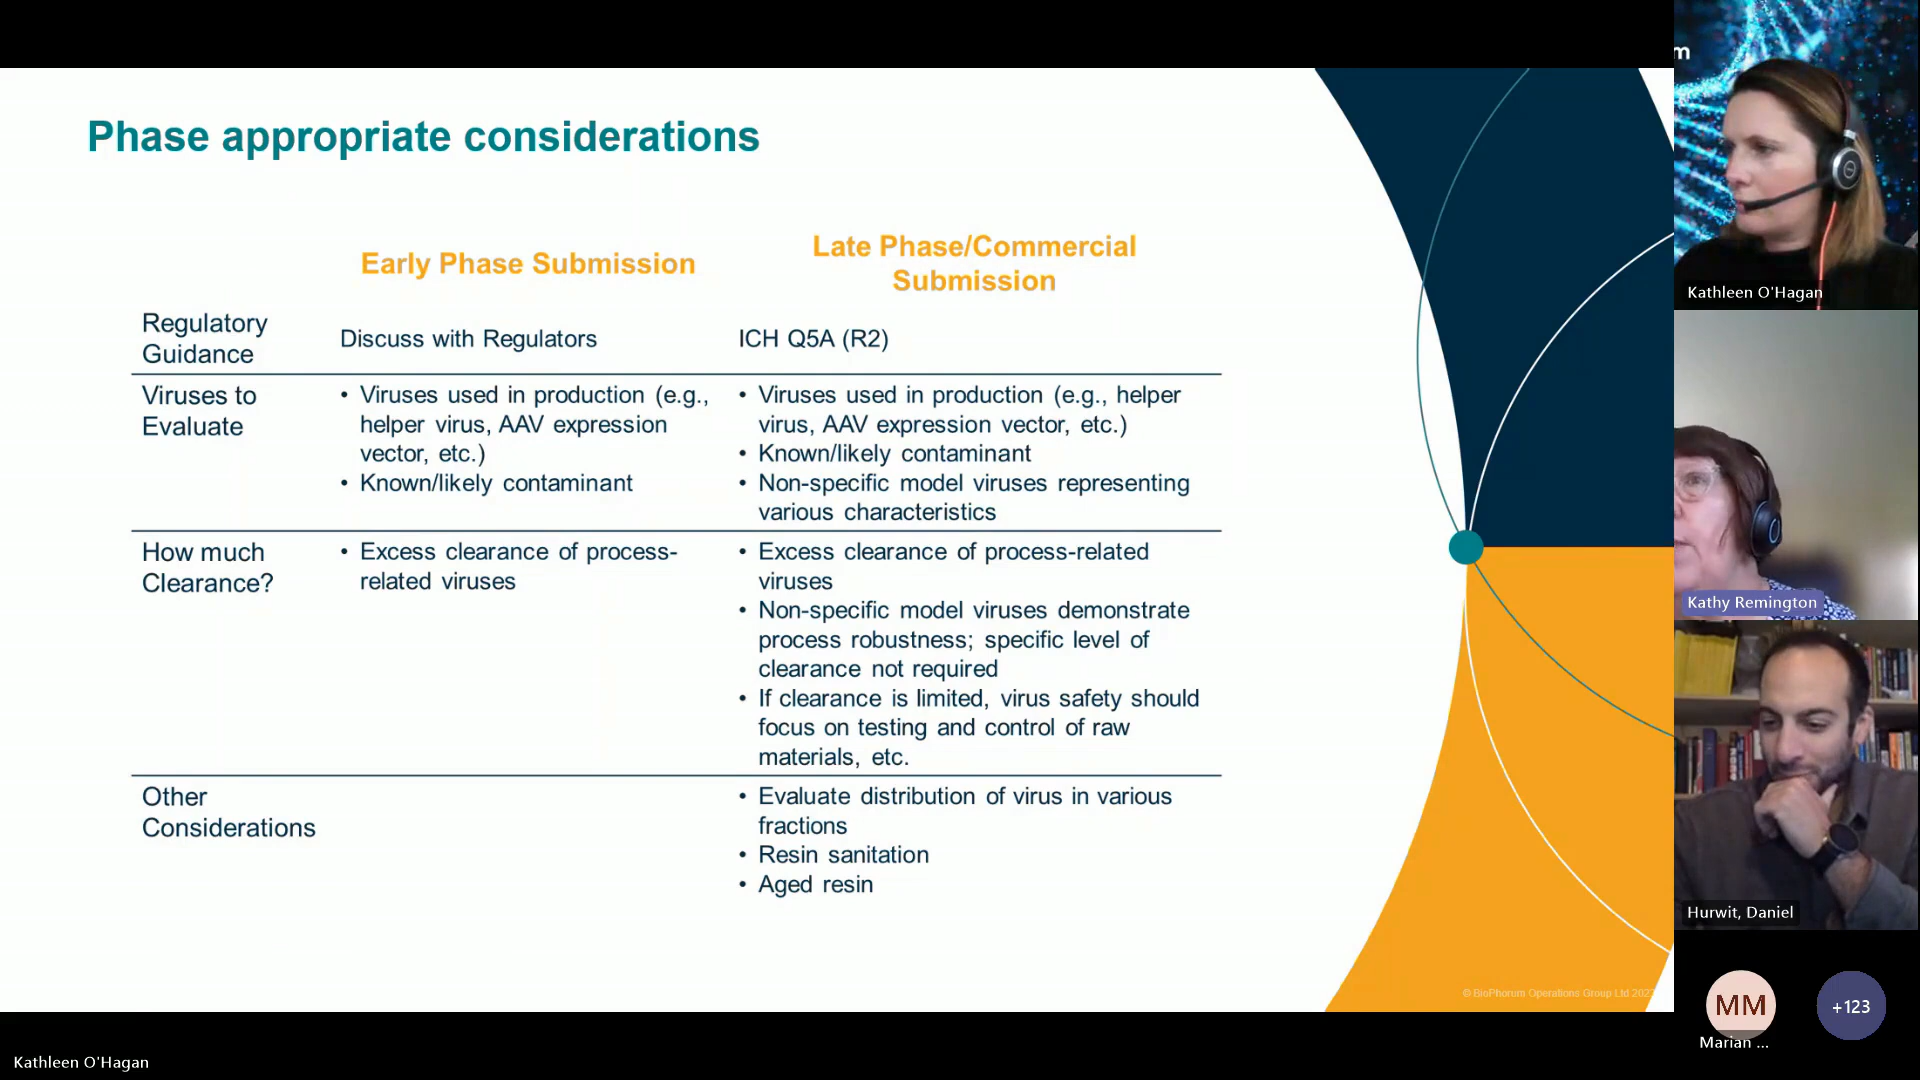 Phase appropriate considerations
Early Phase Submission
Late Phase/Commercial
Submission
Regulatory
Guidance
Discuss with Regulators
ICH Q5A (R2)
Viruses to
Evaluate
• Viruses used in production (e.g.,
helper virus, AAV expression
vector, etc.)
• Known/likely contaminant
• Viruses used in production (e.g., helper
virus, AAV expression vector, etc.)
• Known/likely contaminant
• Non-specific model viruses representing
various characteristics
How much
Clearance?
• Excess clearance of process-
related viruses
• Excess clearance of process-related
viruses
• Non-specific model viruses demonstrate
process robustness; specific level of
clearance not required
• If clearance is limited, virus safety should
focus on testing and control of raw
materials, etc.
Other
Considerations
• Evaluate distribution of virus in various
fractions
• Resin sanitation
• Aged resin
© BioPhorum Operations Group Ltd
m
Kathleen O'Hagan
Kathy Remington
Hurwit, Daniel
MM
Marian ...
+123
Kathleen O'Hagan